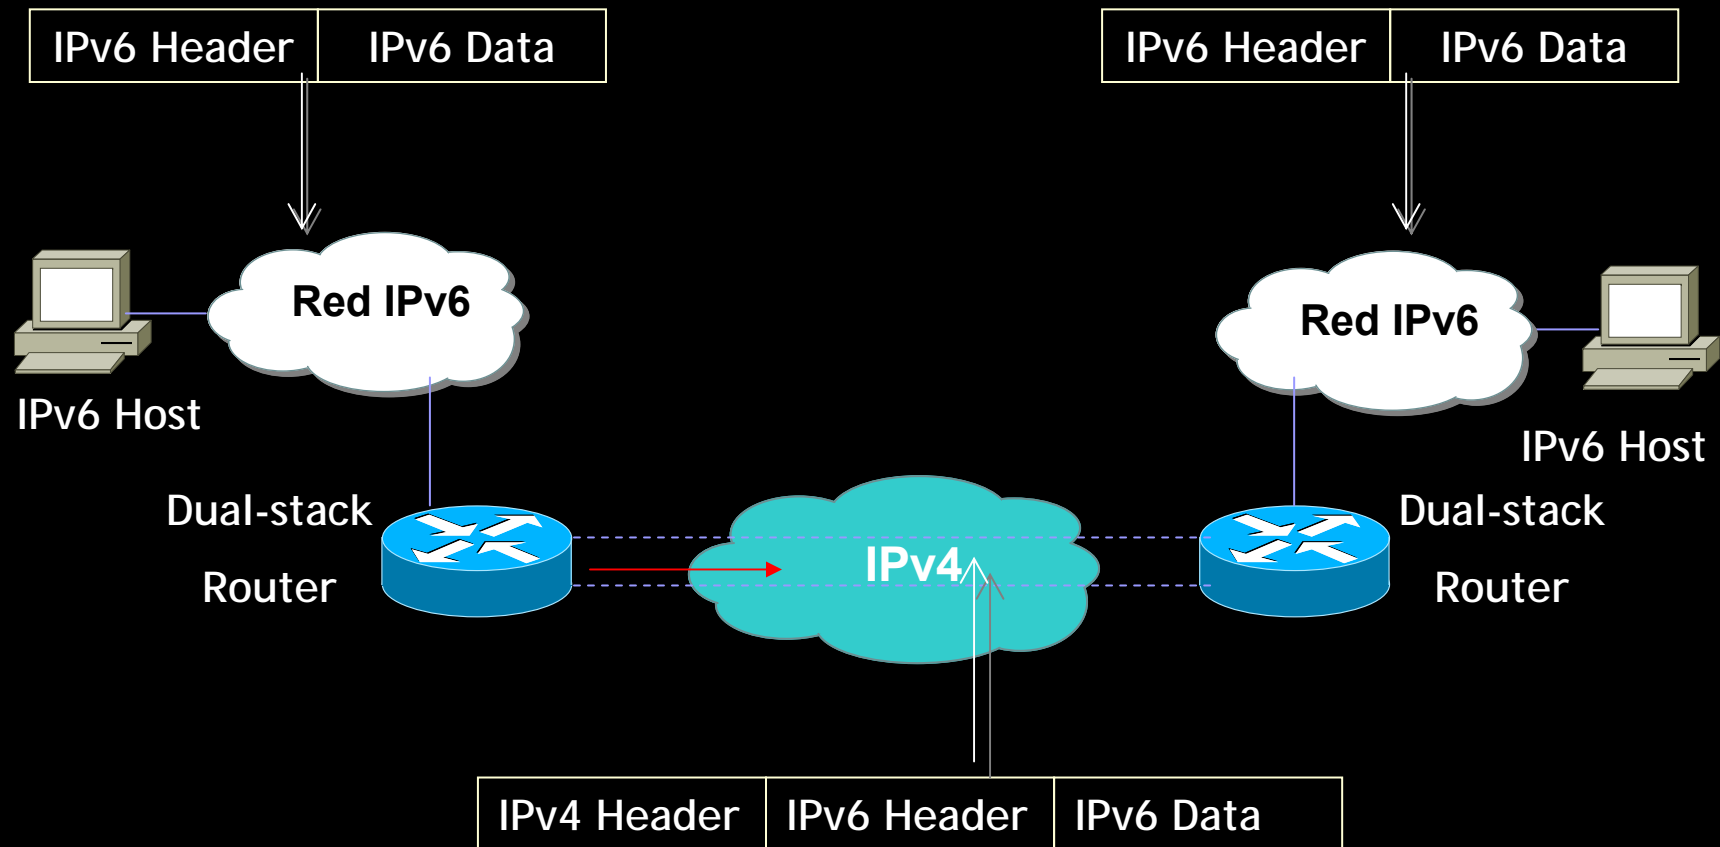 IPv6 Header IPv6 Data
IPv6 Header IPv6 Data
Red IPv6
Red IPv6
IPv6 Host
IPv6 Host
Dual-stack
Router
IPv4
Dual-stack
Router
IPv4 Header IPv6 Header IPv6 Data